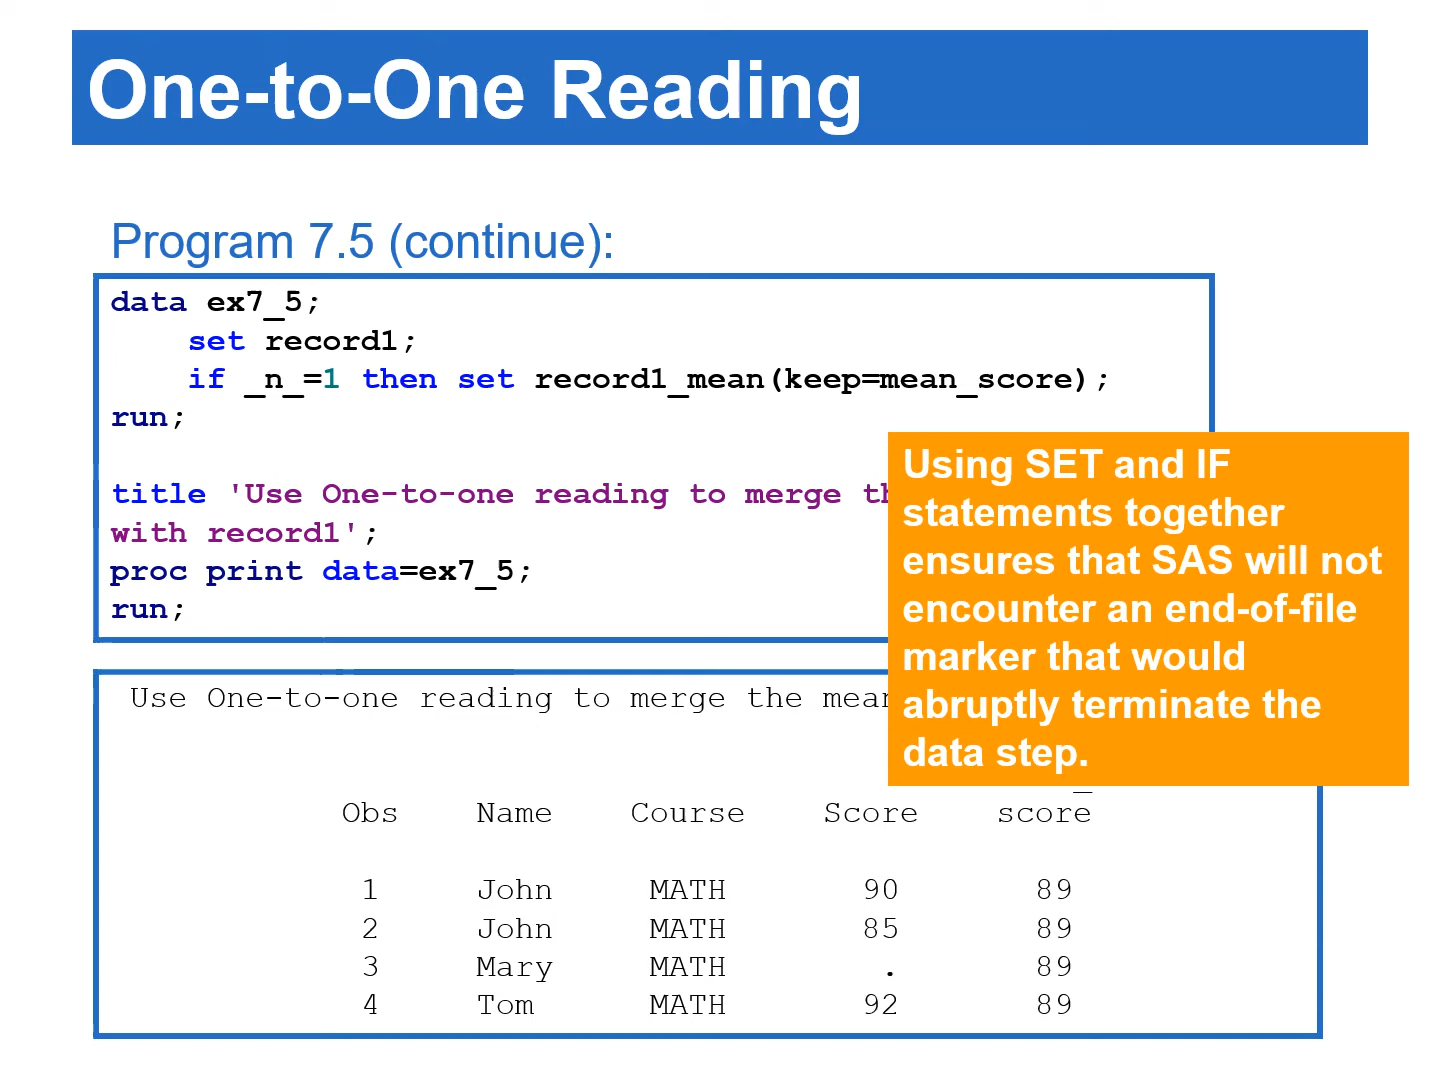 One-to-One Reading
Program 7.5 (continue):
data ex7_5;
set record1;
if _n_=1 then set record1_mean(keep=mean_score);
run;
title 'Use One-to-one reading to merge
with record1';
proc print data=ex7_5;
run;
Using SET and IF
statements together
ensures that SAS will not
encounter an end-of-file
marker that would
abruptly terminate the
data step.
Use One-to-one reading to merge the
Obs Name Course Score score
1 John MATH 90 89
2 John MATH 85 89
3 Mary MATH . 89
4 Tom MATH 92 89